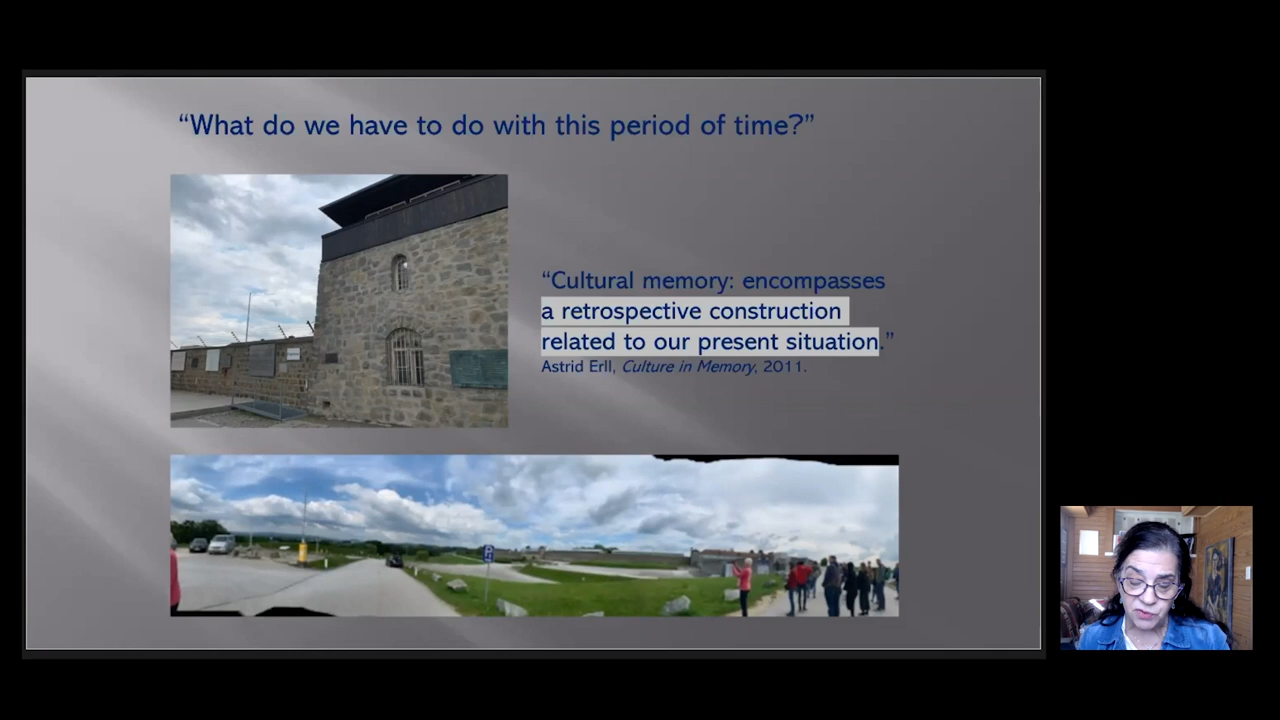 “What do we have to do with this period of time?”
“Cultural memory: encompasses
a retrospective construction
related to our present situation.”
Astrid Erll, Culture in Memory, 2011.